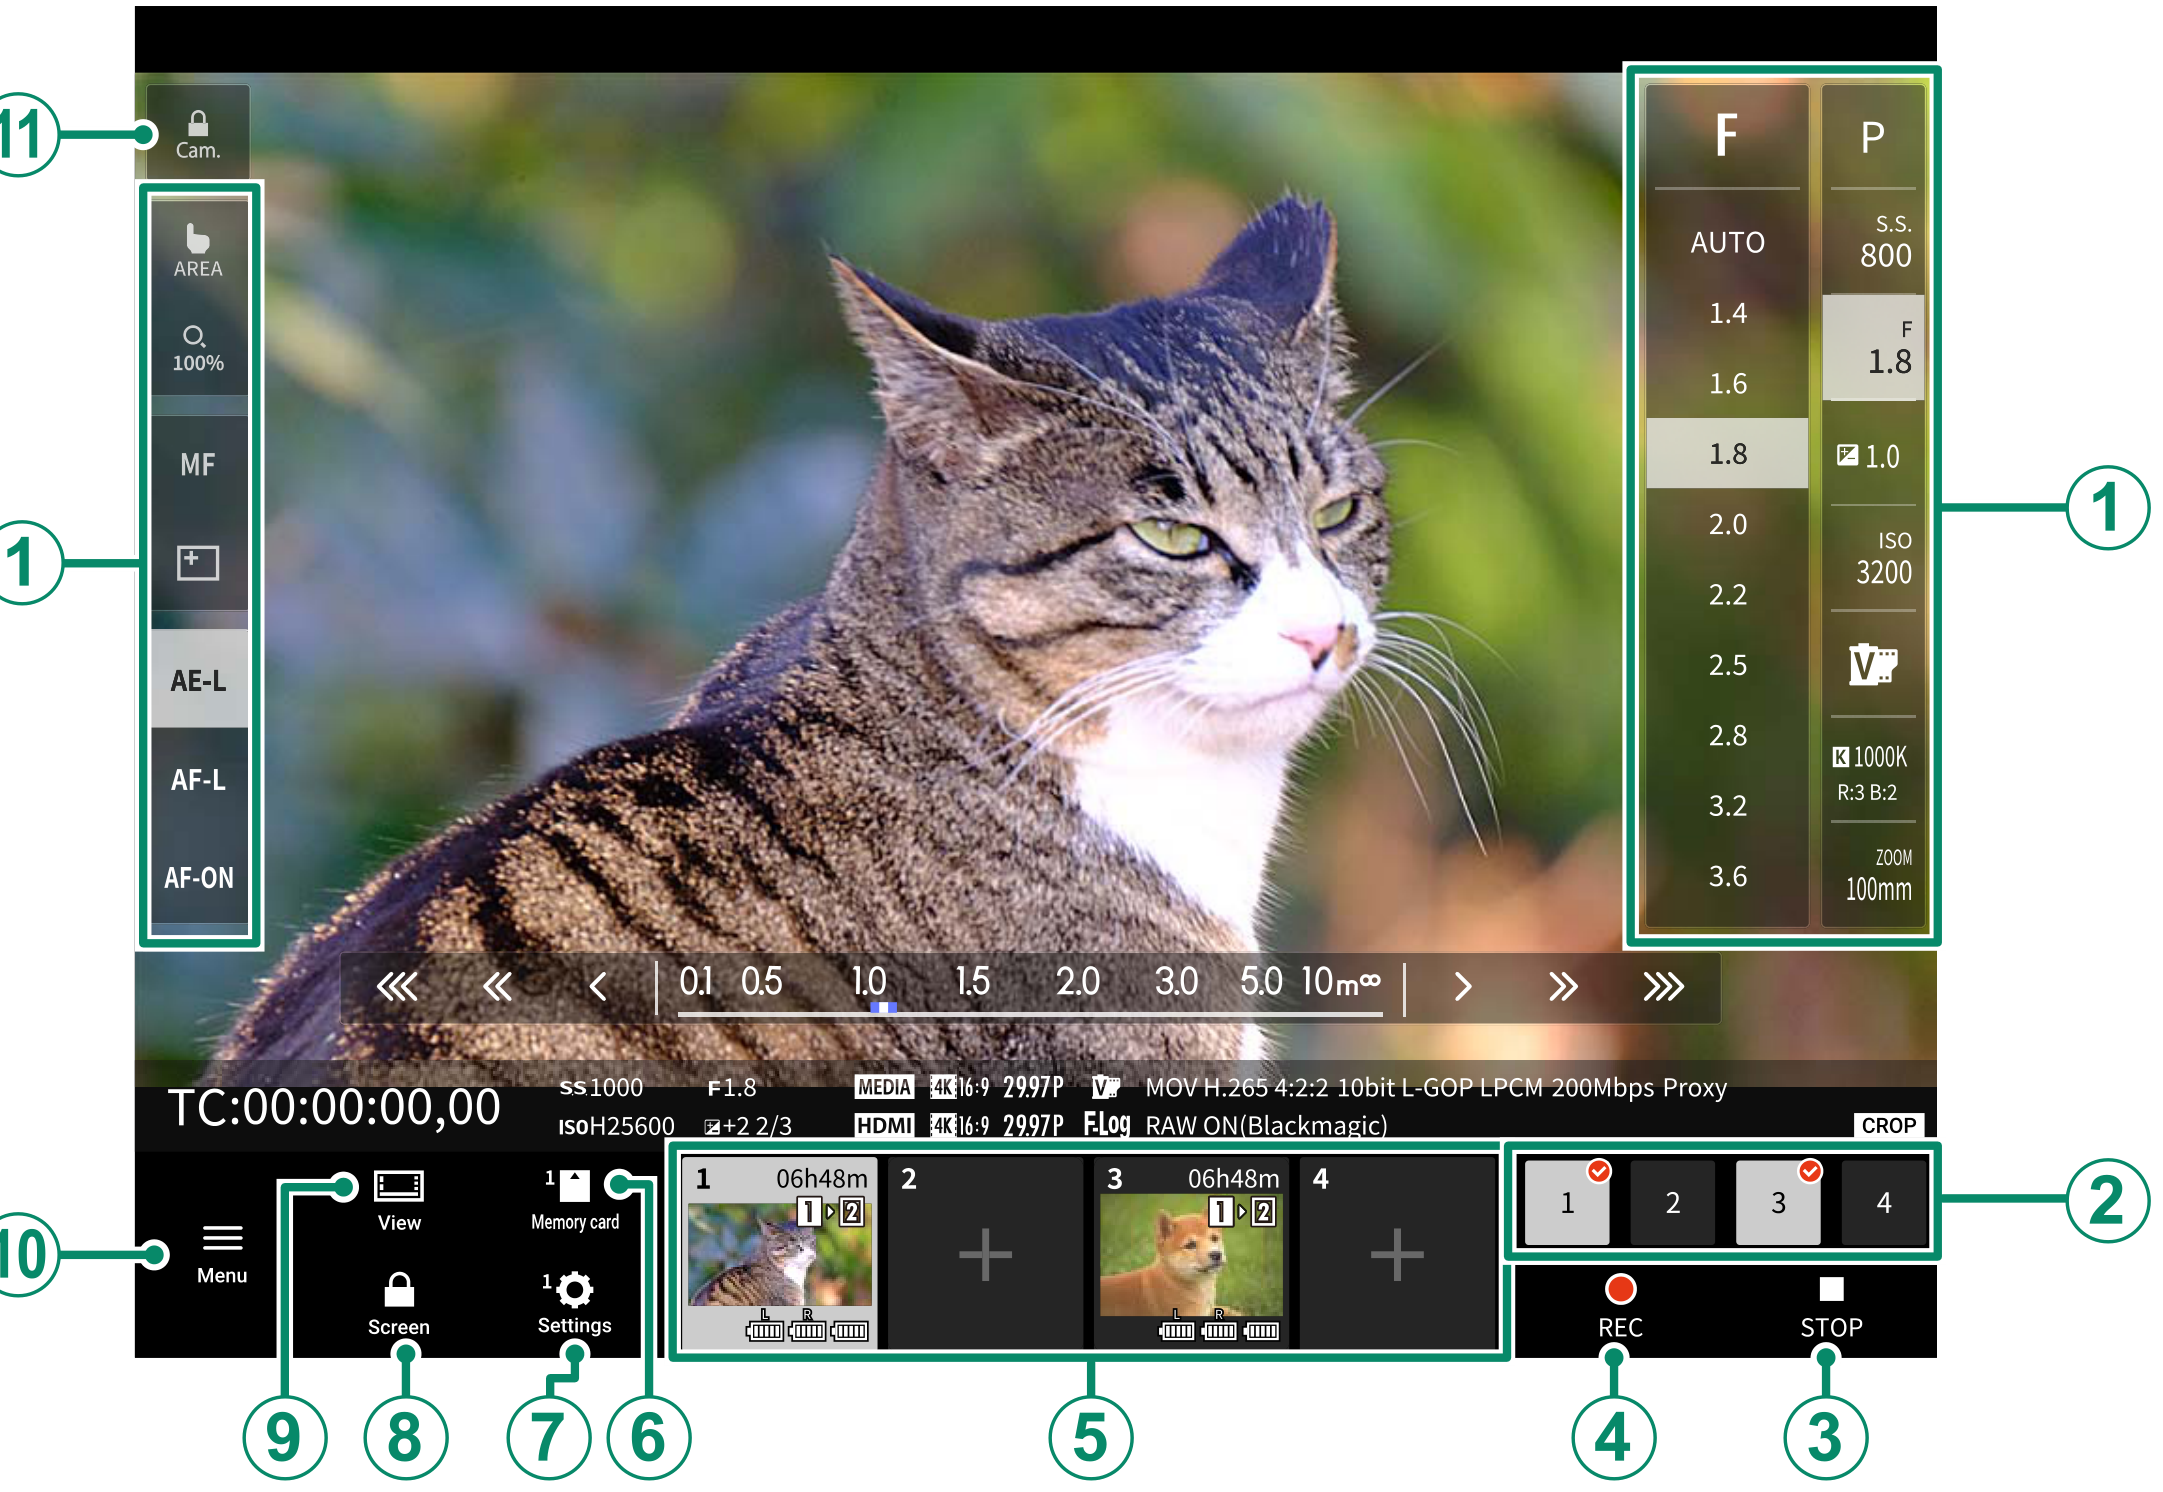 11
Cam.
AREA
100%
MF
AE-L
AF-L
AF-ON
1
F
AUTO
1.4
1.6
1.8
2.0
2.2
2.5
2.8
3.2
3.6
P
S.S.
800
F
1.8
1.0
ISO
3200
V
K 1000K
R:3 B:2
ZOOM
100mm
1
0.1 0.5 1.0 1.5 2.0 3.0 5.0 10m∞
TC:00:00:00,00
SS1000 F1.8 MEDIA 4K 16:9 29.97P V MOV H.265 4:2:2 10bit L-GOP LPCM 200Mbps Proxy
ISOH25600 +2 2/3 HDMI 4K 16:9 29.97P F-Log RAW ON(Blackmagic)
CROP
10
Menu
View
1
Memory card
Screen
1
Settings
1 06h48m
1 2
L R
2
3 06h48m
1 2
L R
4
1 2 3 4
2
REC
STOP
9 8 7 6 5 4 3